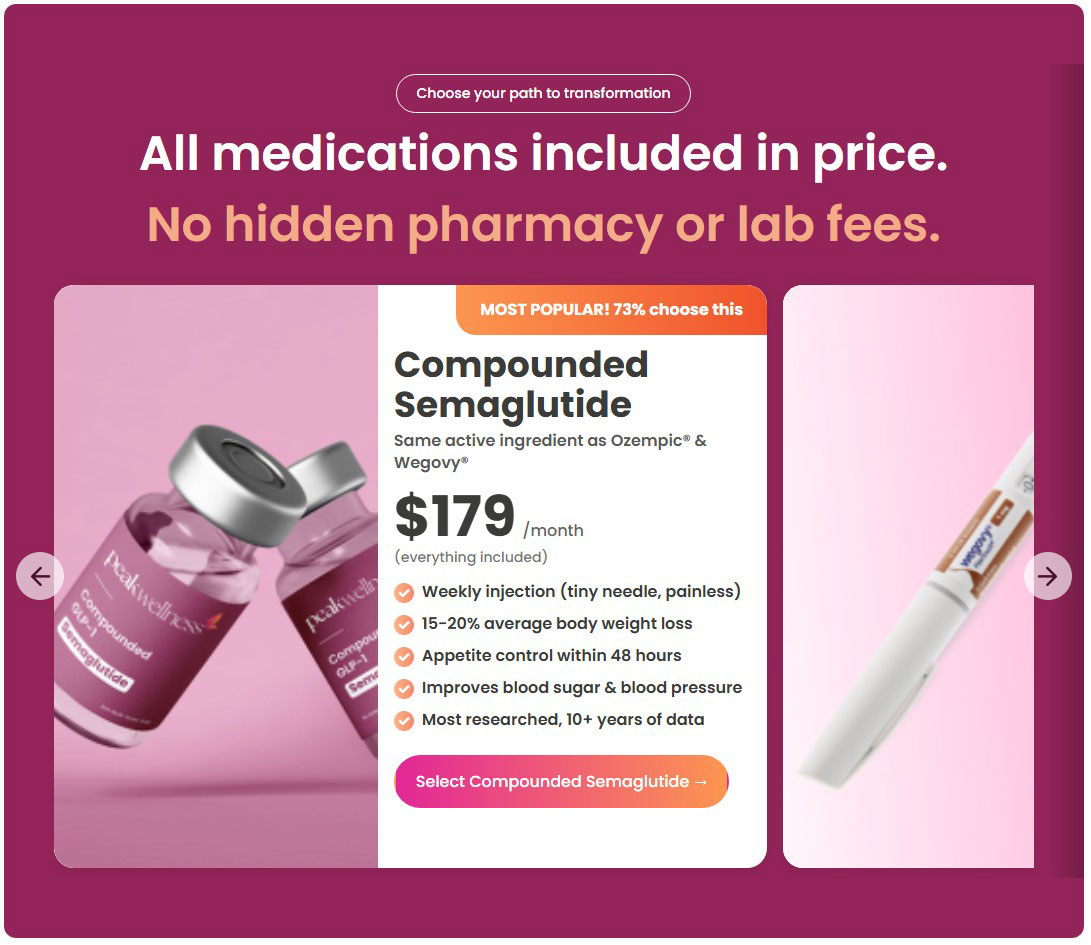 Choose your path to transformation
All medications included in price.
No hidden pharmacy or lab fees.
MOST POPULAR! 73% choose this
Compounded
Semaglutide
Same active ingredient as Ozempic® &
Wegovy®
$179 /month
(everything included)
Weekly injection (tiny needle, painless)
15-20% average body weight loss
Appetite control within 48 hours
Improves blood sugar & blood pressure
Most researched, 10+ years of data
Select Compounded Semaglutide →
peakwellness
Compounded
GLP-1
Semaglutide
peakwelln
Compoun
GLP-1
Sema
wegovy®